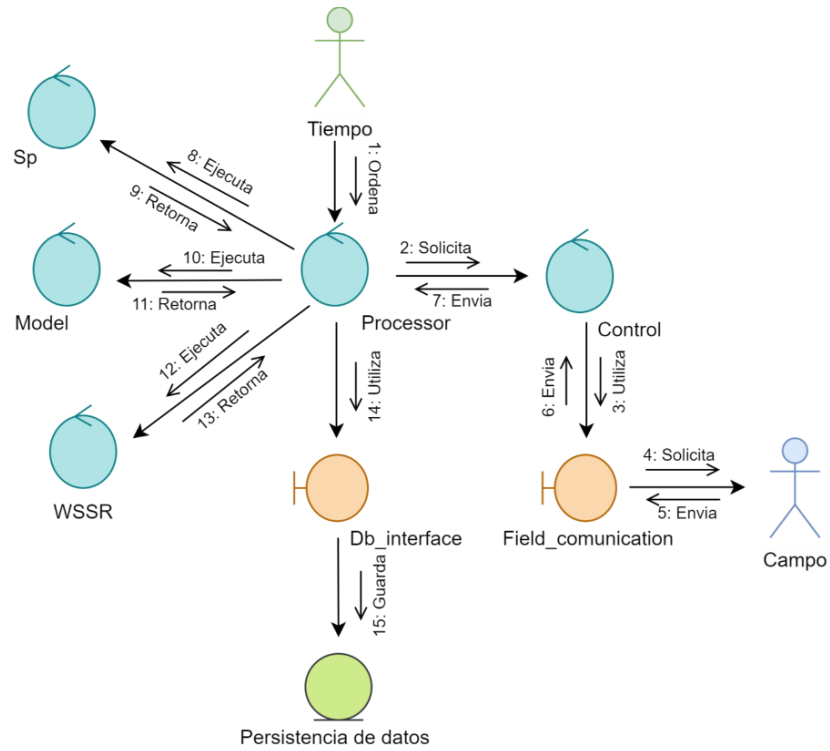 Tiempo
1: Ordena
Sp
8: Ejecuta
9: Retorna
10: Ejecuta
11: Retorna
Model
2: Solicita
7: Envia
Processor
Control
12: Ejecuta
13: Retorna
14: Utiliza
6: Envia
3: Utiliza
WSSR
4: Solicita
5: Envia
Db_interface
Field_comunication
Campo
15: Guarda
Persistencia de datos